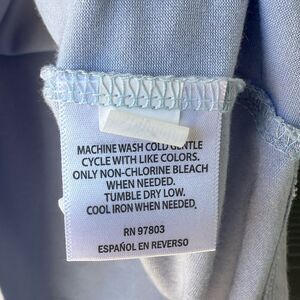 MACHINE WASH COLD GENTLE
CYCLE WITH LIKE COLORS.
ONLY NON-CHLORINE BLEACH
WHEN NEEDED.
TUMBLE DRY LOW.
COOL IRON WHEN NEEDED.
RN 97803
ESPAÑOL EN REVERSO